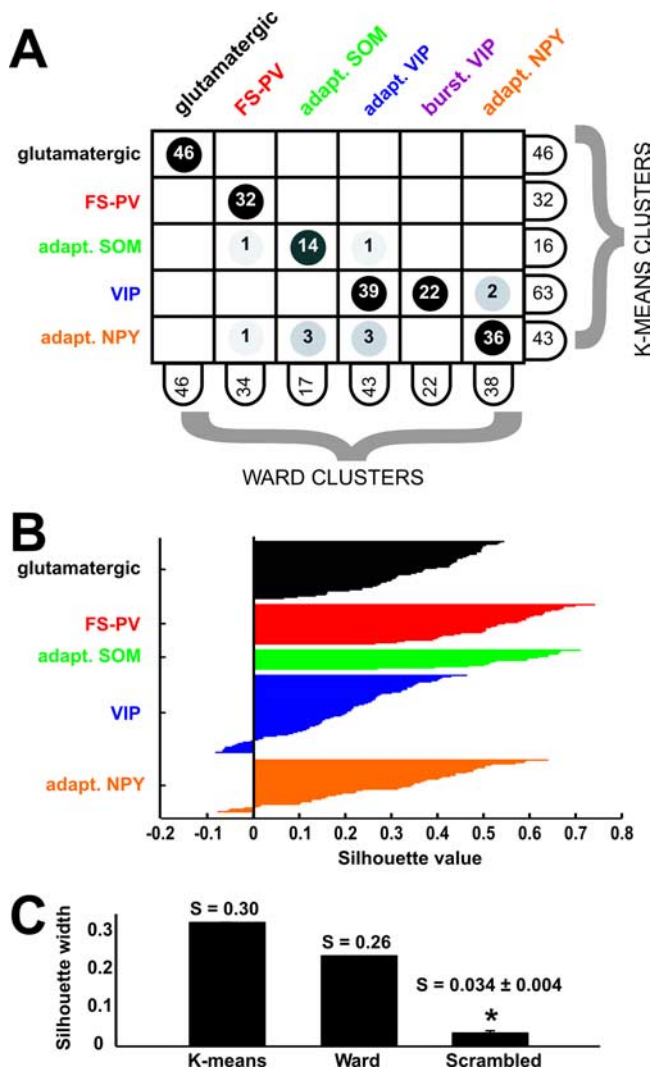 A
glutamatergic
FS-PV
adapt. SOM
adapt. VIP
burst. VIP
adapt. NPY
glutamatergic 46 46
FS-PV 32 32
adapt. SOM 1 14 1 16
VIP 39 22 2 63
adapt. NPY 1 3 3 36 43
46 34 17 43 22 38
K-MEANS CLUSTERS
WARD CLUSTERS
B
glutamatergic
FS-PV
adapt. SOM
VIP
adapt. NPY
-0.2 -0.1 0 0.1 0.2 0.3 0.4 0.5 0.6 0.7 0.8
Silhouette value
C
Silhouette width
0.3
0.2
0.1
0
S = 0.30
S = 0.26
S = 0.034 ± 0.004
*
K-means Ward Scrambled